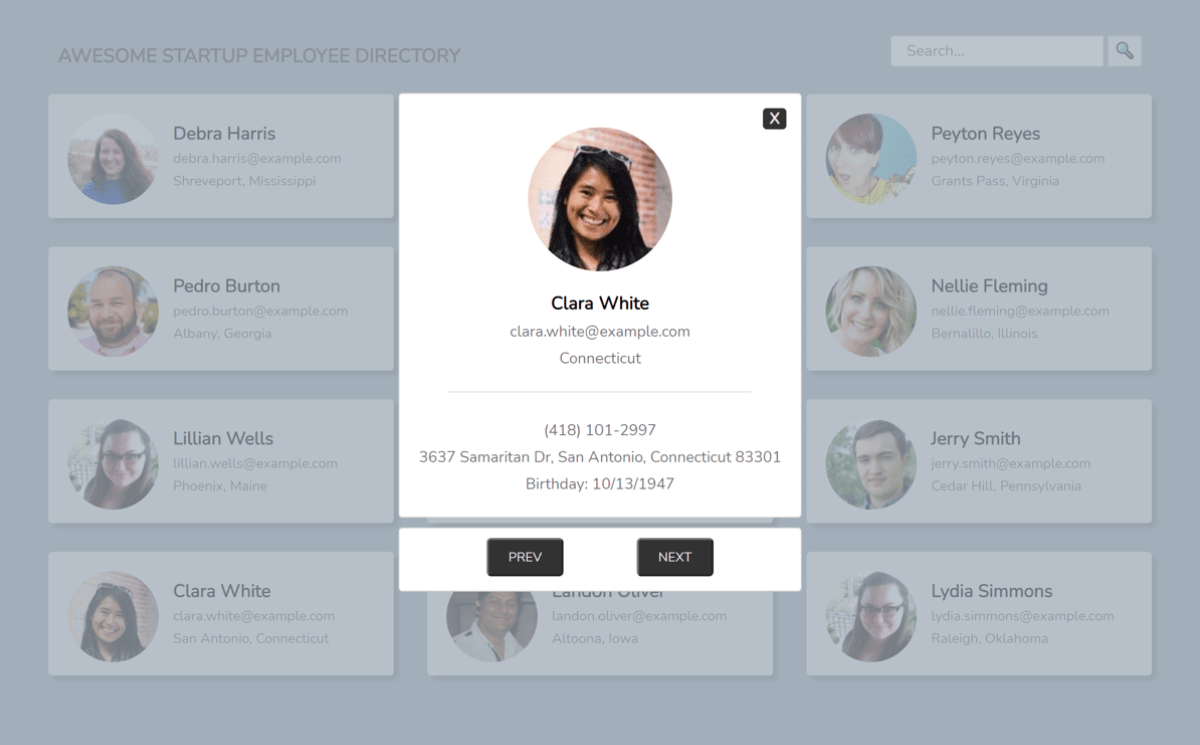 AWESOME STARTUP EMPLOYEE DIRECTORY
Search...
Debra Harris
debra.harris@example.com
Shreveport, Mississippi
X
Clara White
clara.white@example.com
Connecticut
(418) 101-2997
3637 Samaritan Dr, San Antonio, Connecticut 83301
Birthday: 10/13/1947
PREV
NEXT
Peyton Reyes
peyton.reyes@example.com
Grants Pass, Virginia
Pedro Burton
pedro.burton@example.com
Albany, Georgia
Nellie Fleming
nellie.fleming@example.com
Bernalillo, Illinois
Lillian Wells
lillian.wells@example.com
Phoenix, Maine
Jerry Smith
jerry.smith@example.com
Cedar Hill, Pennsylvania
Clara White
clara.white@example.com
San Antonio, Connecticut
Landon Oliver
landon.oliver@example.com
Altoona, Iowa
Lydia Simmons
lydia.simmons@example.com
Raleigh, Oklahoma